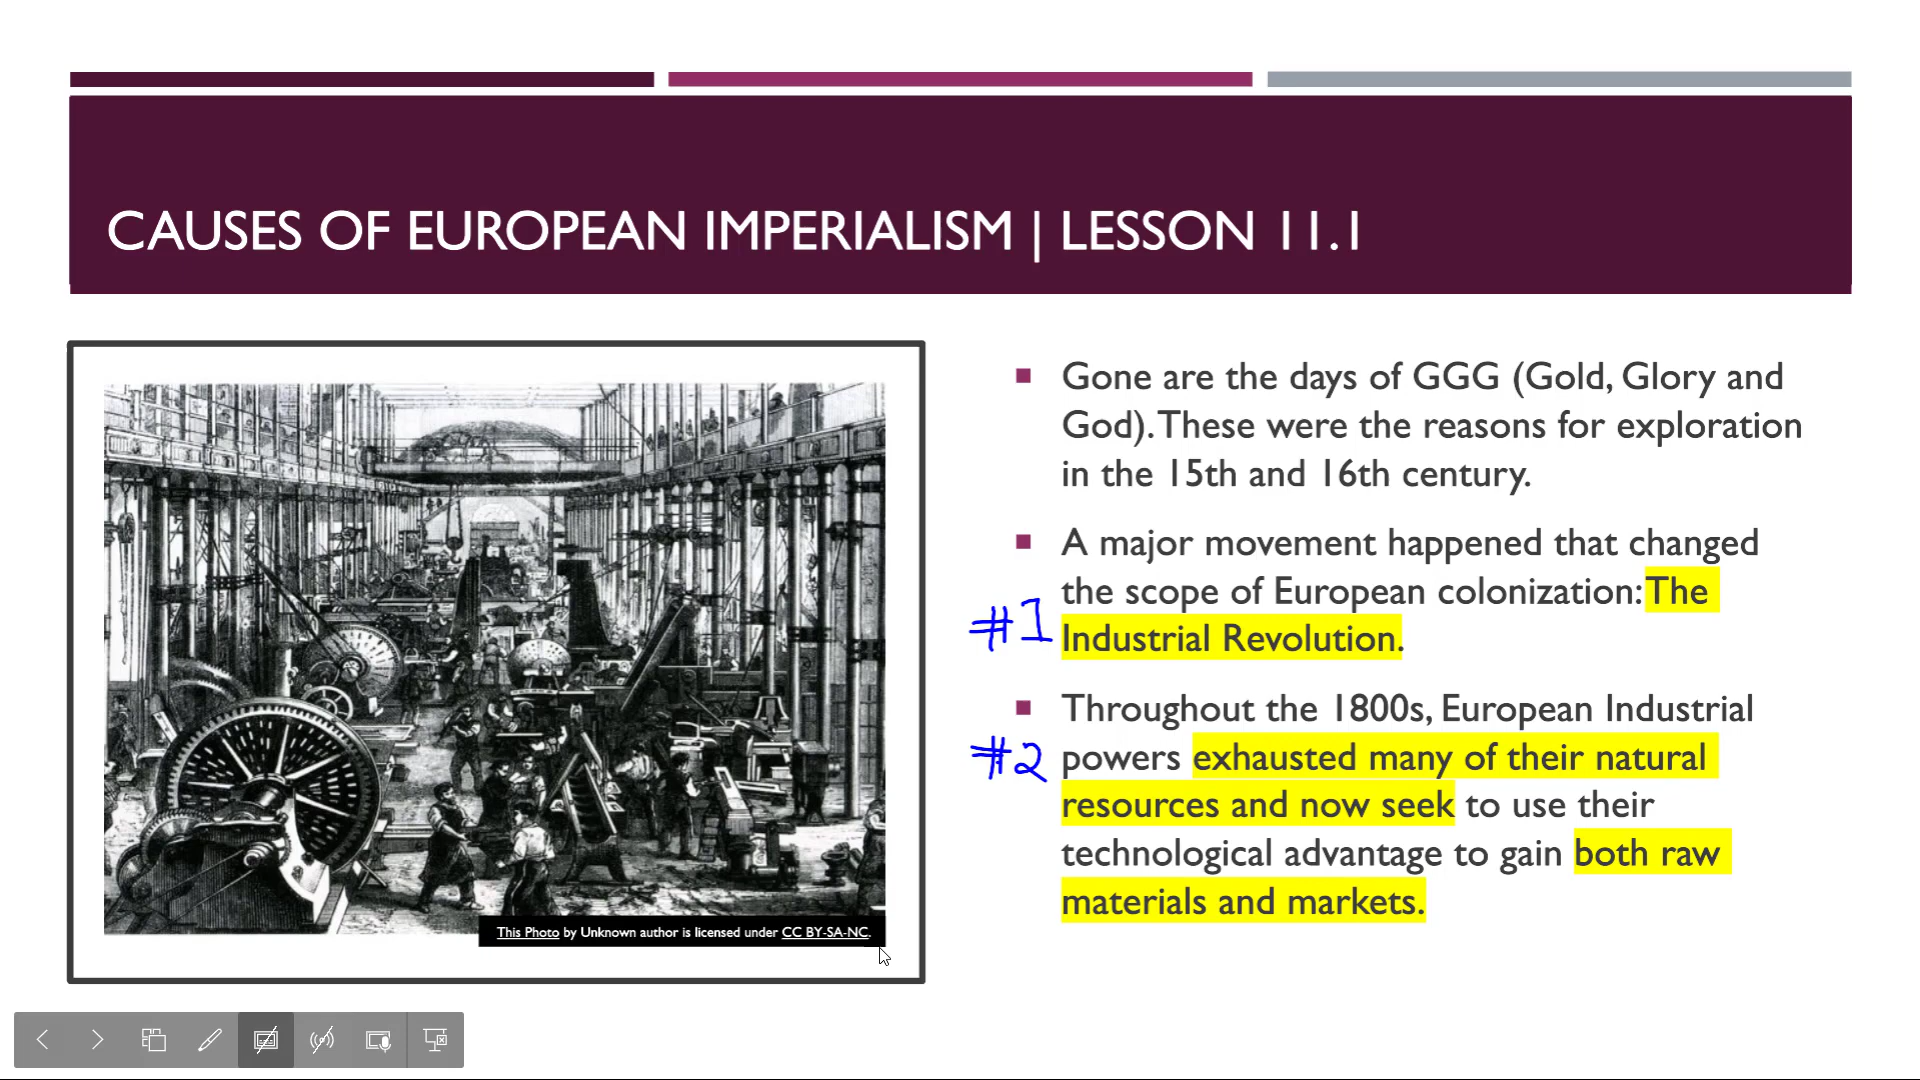 CAUSES OF EUROPEAN IMPERIALISM | LESSON 11.1
Gone are the days of GGG (Gold, Glory and
God). These were the reasons for exploration
in the 15th and 16th century.
A major movement happened that changed
the scope of European colonization: The
#1 Industrial Revolution.
Throughout the 1800s, European Industrial
#2 powers exhausted many of their natural
resources and now seek to use their
technological advantage to gain both raw
materials and markets.
This Photo by Unknown author is licensed under CC BY-SA-NC.